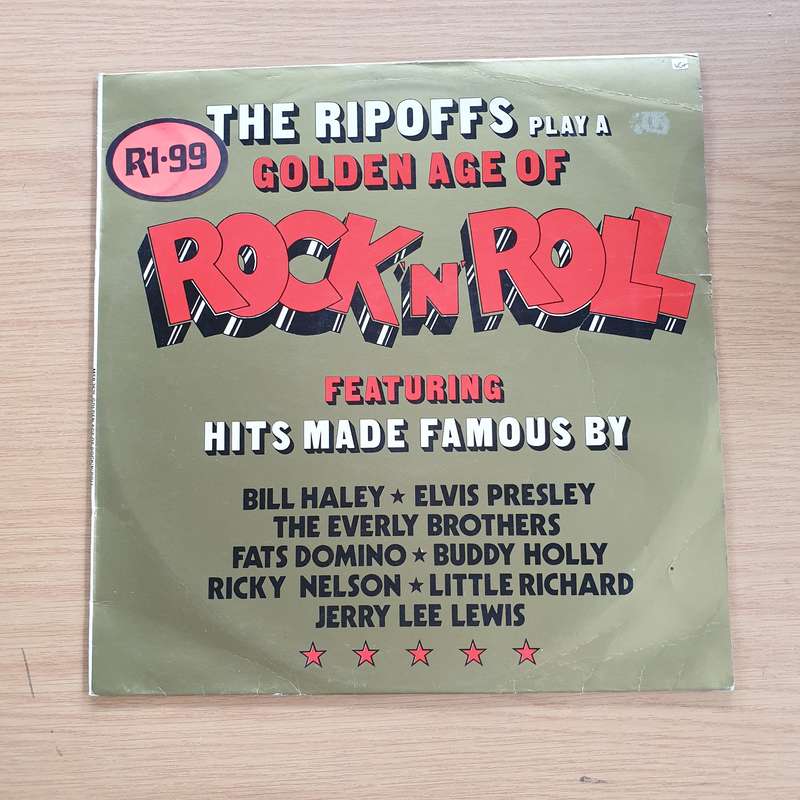 THE RIPOFFS PLAY A
R1·99
GOLDEN AGE OF
ROCK 'N' ROLL
FEATURING
HITS MADE FAMOUS BY
BILL HALEY ★ ELVIS PRESLEY
THE EVERLY BROTHERS
FATS DOMINO ★ BUDDY HOLLY
RICKY NELSON ★ LITTLE RICHARD
JERRY LEE LEWIS